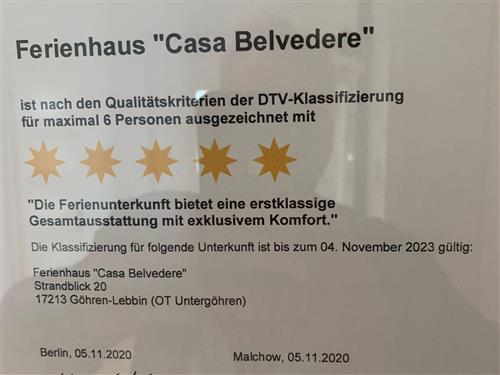 Ferienhaus "Casa Belvedere"
ist nach den Qualitätskriterien der DTV-Klassifizierung
für maximal 6 Personen ausgezeichnet mit
"Die Ferienunterkunft bietet eine erstklassige
Gesamtausstattung mit exklusivem Komfort."
Die Klassifizierung für folgende Unterkunft ist bis zum 04. November 2023 gültig:
Ferienhaus "Casa Belvedere"
Strandblick 20
17213 Göhren-Lebbin (OT Untergöhren)
Berlin, 05.11.2020
Malchow, 05.11.2020